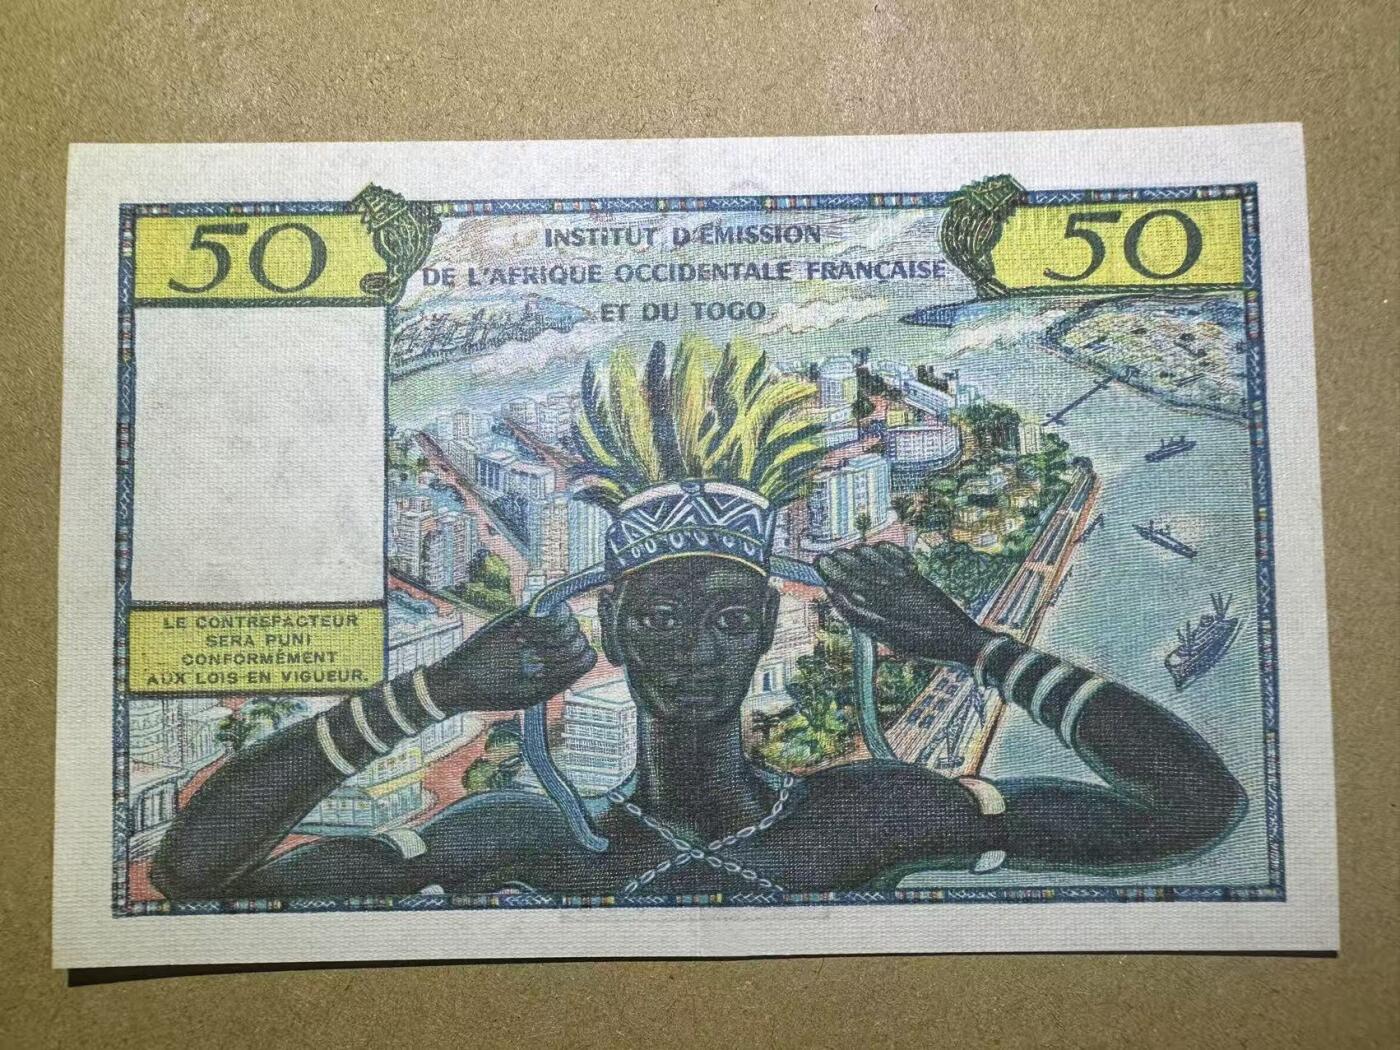 50
50
INSTITUT D'ÉMISSION
DE L'AFRIQUE OCCIDENTALE FRANÇAISE
ET DU TOGO
LE CONTREFACTEUR
SERA PUNI
CONFORMÉMENT
AUX LOIS EN VIGUEUR.